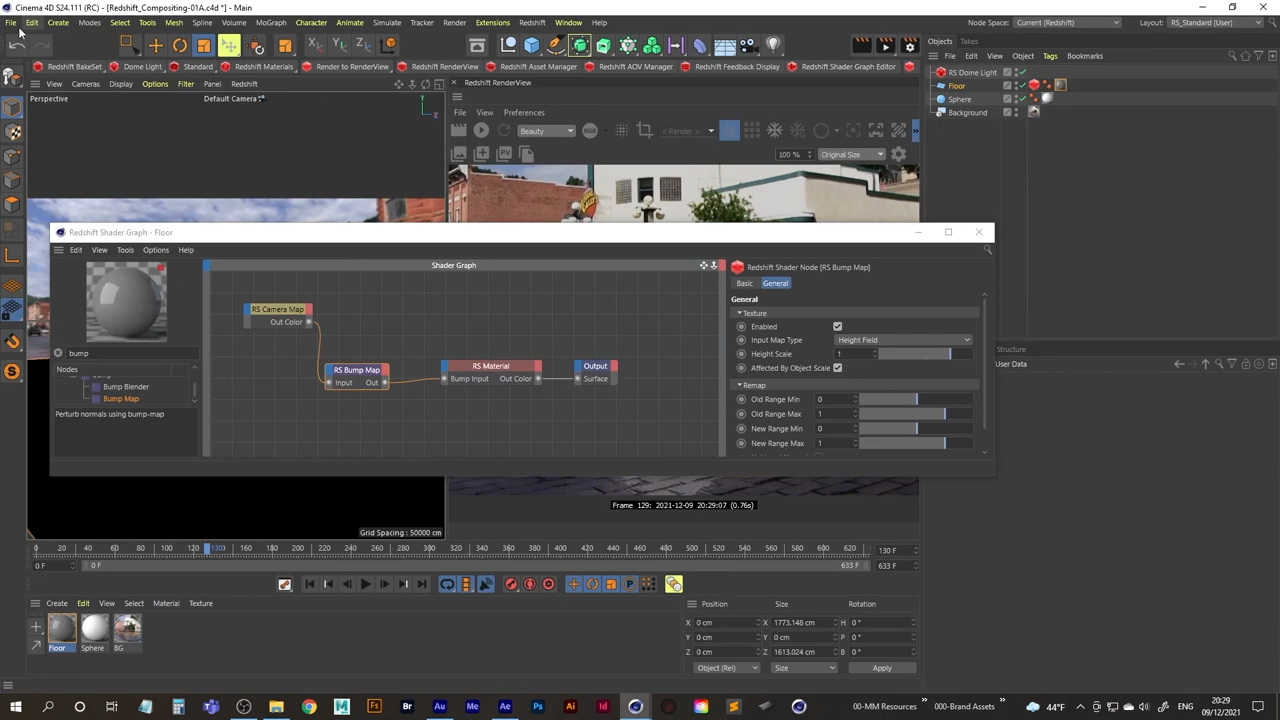 Cinema 4D S24.111 (RC) - [Redshift_Compositing-01A.c4d *] - Main
File Edit Create Modes Select Tools Mesh Spline Volume MoGraph Character Animate Simulate Tracker Render Extensions Redshift Window Help
Node Space: Current (Redshift) Layout: RS_Standard (User)
Objects Takes
File Edit View Object Tags Bookmarks
Redshift BakeSet Dome Light Standard Redshift Materials Render to RenderView Redshift RenderView Redshift Asset Manager Redshift AOV Manager Redshift Feedback Display Redshift Shader Graph Editor
RS Dome Light
Floor
Sphere
Background
View Cameras Display Options Filter Panel Redshift
Perspective Default Camera
Y
Z
Redshift RenderView
File View Preferences
Beauty < Render >
100 % Original Size
Redshift Shader Graph - Floor
Edit View Tools Options Help
Shader Graph
bump
Nodes
Bump Blender
Bump Map
Perturb normals using bump-map
RS Camera Map
Out Color
RS Bump Map
Input Out
RS Material
Bump Input Out Color
Output
Surface
Redshift Shader Node [RS Bump Map]
Basic General
General
Texture
Enabled
Input Map Type Height Field
Height Scale 1
Affected By Object Scale
Remap
Old Range Min 0
Old Range Max 1
New Range Min 0
New Range Max 1
Structure
User Data
Frame 129: 2021-12-09 20:29:07 (0.76s)
Grid Spacing : 50000 cm
0 20 40 60 80 100 120 130 160 180 200 220 240 260 280 300 320 340 360 380 400 420 440 460 480 500 520 540 560 580 600 620 130 F
0 F 0 F 633 F 633 F
Create Edit View Select Material Texture
Floor Sphere BG
Position Size Rotation
X 0 cm X 1773.148 cm H 0 °
Y 0 cm Y 0 cm P 0 °
Z 0 cm Z 1613.024 cm B 0 °
Object (Rel) Size Apply
00-MM Resources 000-Brand Assets 44°F 20:29
09/12/2021